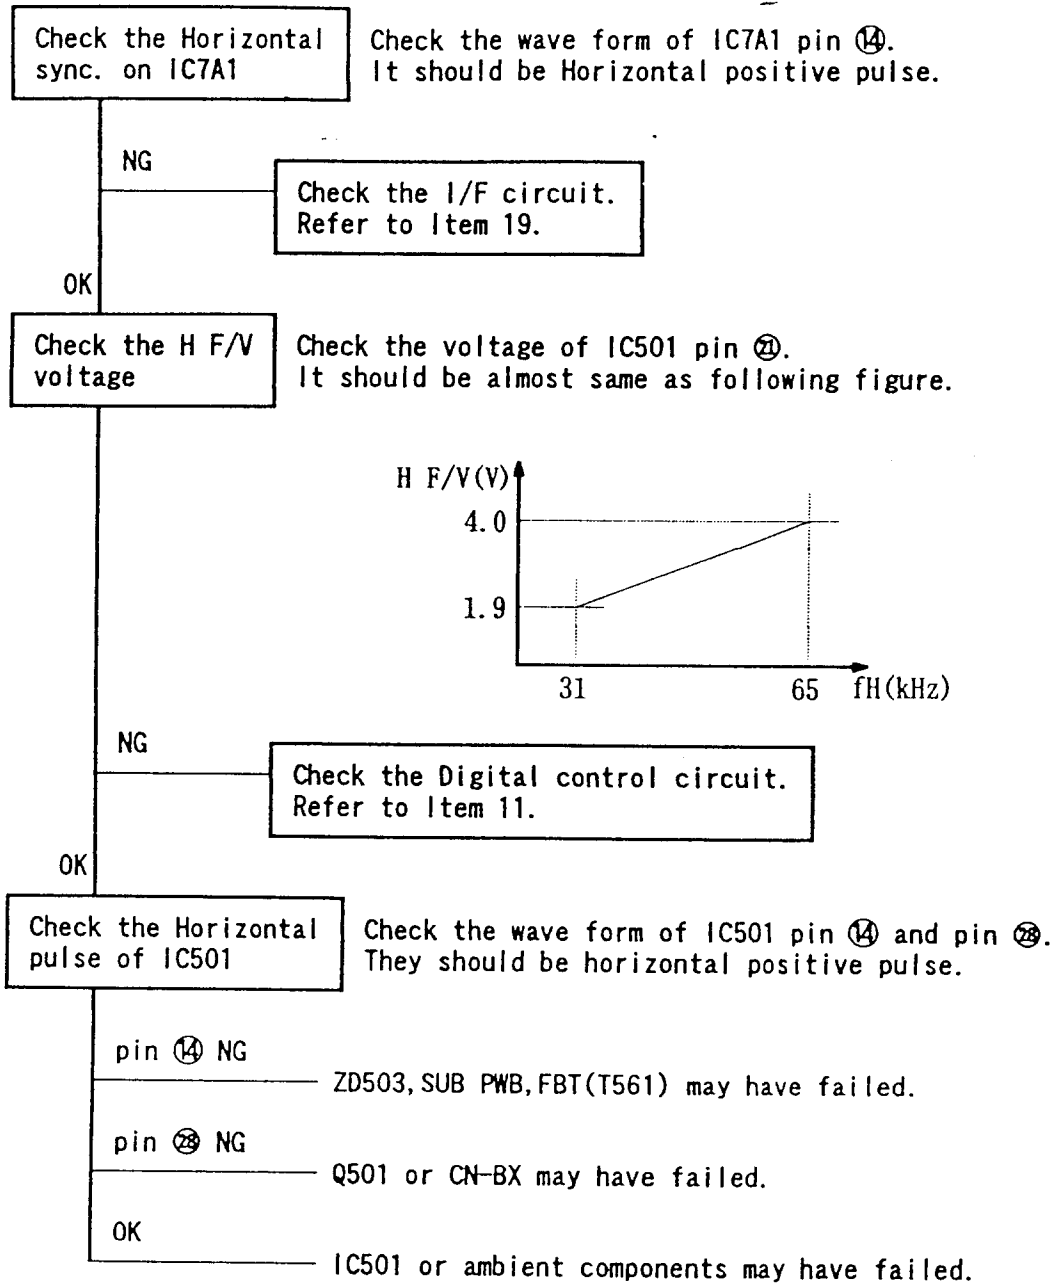 Check the Horizontal
sync. on IC7A1
Check the wave form of IC7A1 pin ⑭.
It should be Horizontal positive pulse.
NG
Check the I/F circuit.
Refer to Item 19.
OK
Check the H F/V
voltage
Check the voltage of IC501 pin ㉑.
It should be almost same as following figure.
H F/V(V)
4.0
1.9
31
65
fH(kHz)
NG
Check the Digital control circuit.
Refer to Item 11.
OK
Check the Horizontal
pulse of IC501
Check the wave form of IC501 pin ⑭ and pin ㉘.
They should be horizontal positive pulse.
pin ⑭ NG
ZD503, SUB PWB, FBT(T561) may have failed.
pin ㉘ NG
Q501 or CN-BX may have failed.
OK
IC501 or ambient components may have failed.